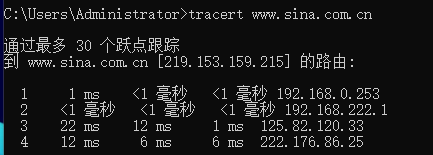 C:\Users\Administrator>tracert www.sina.com.cn
通过最多 30 个跃点跟踪
到 www.sina.com.cn [219.153.159.215] 的路由:
1 1 ms <1 毫秒 <1 毫秒 192.168.0.253
2 <1 毫秒 <1 毫秒 <1 毫秒 192.168.222.1
3 22 ms 12 ms 1 ms 125.82.120.33
4 12 ms 6 ms 6 ms 222.176.86.25